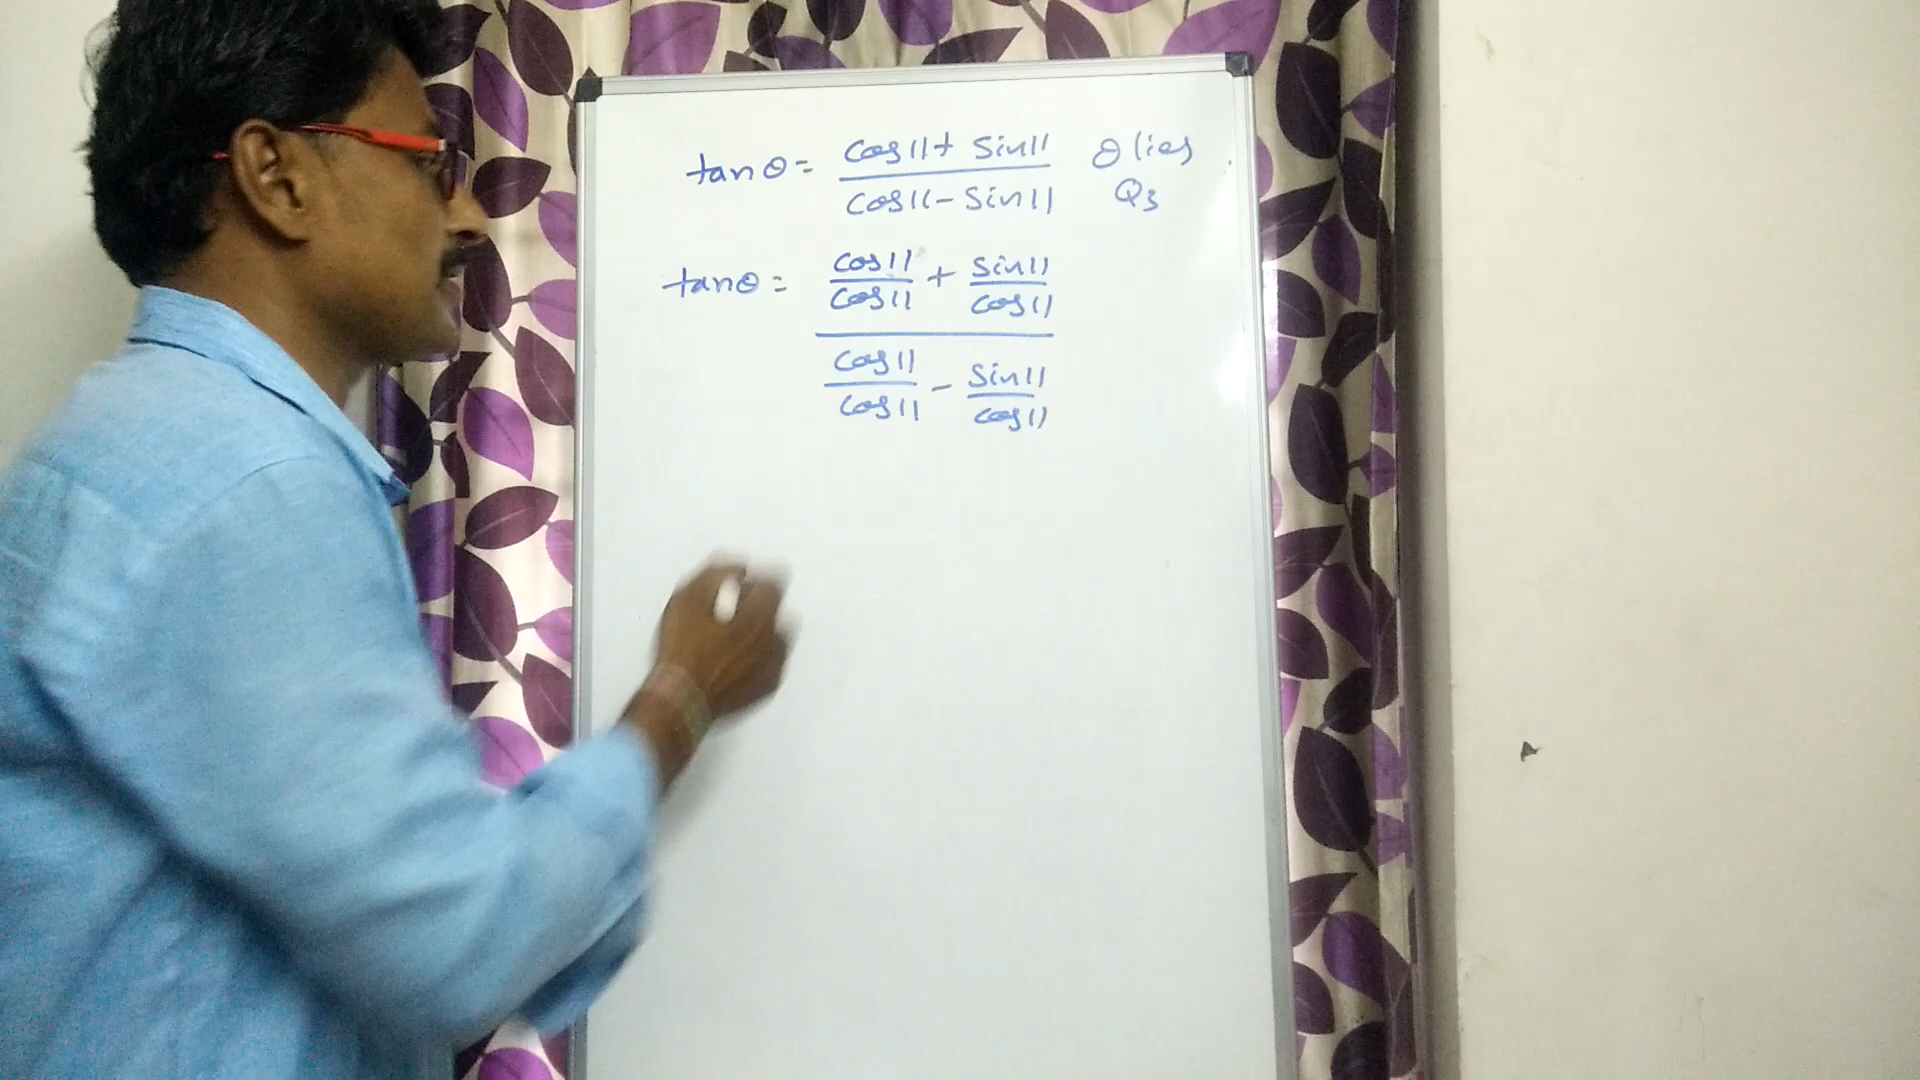 tanθ = cos11 + sin11 θ lies
cos11 - sin11 Q3
tanθ = cos11 + sin11
cos11 cos11
cos11 - sin11
cos11 cos11